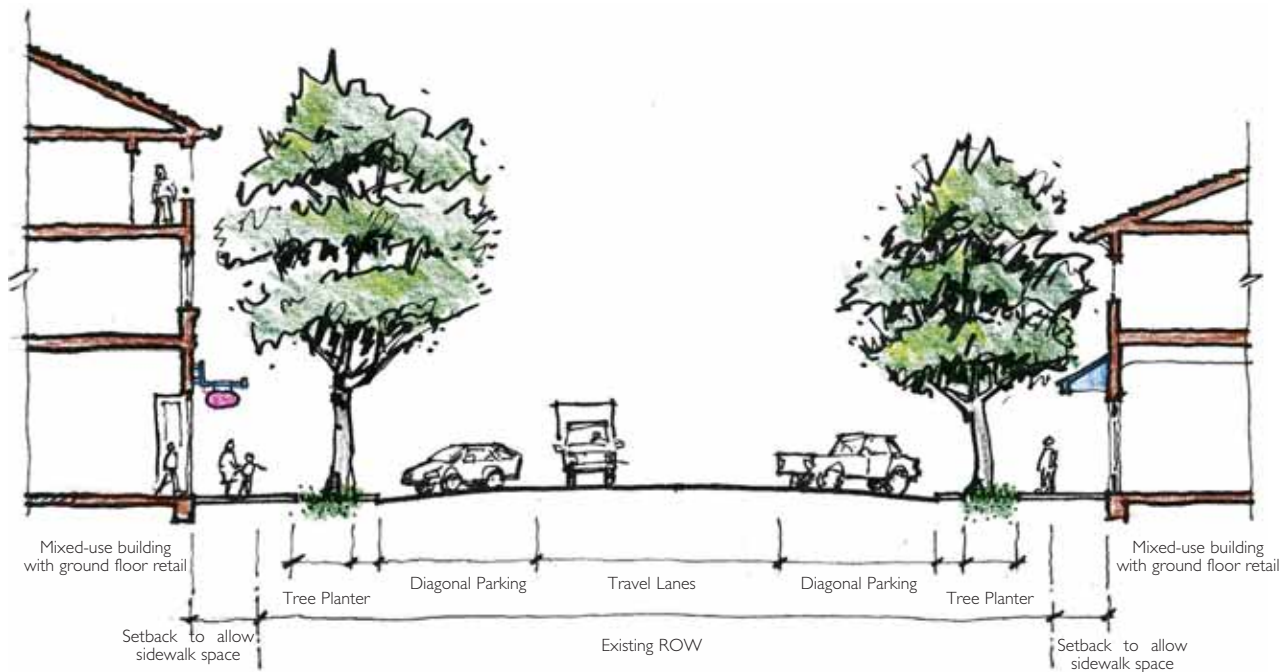 Mixed-use building
with ground floor retail
Tree Planter
Diagonal Parking
Travel Lanes
Diagonal Parking
Tree Planter
Mixed-use building
with ground floor retail
Setback to allow
sidewalk space
Existing ROW
Setback to allow
sidewalk space